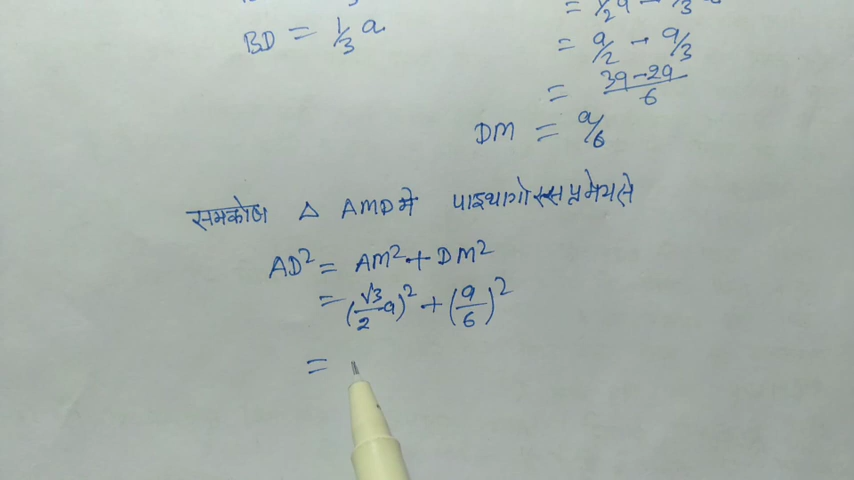 BD = 1/3 a
= a/2 - a/3
= 3a-2a/6
DM = a/6
समकोण △ AMD में पाइथागोरस प्रमेय से
AD² = AM² + DM²
= (√3/2 a)² + (a/6)²
=